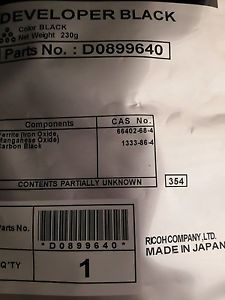 DEVELOPER BLACK
Color BLACK
Net Weight 230g
Parts No.: D0899640
Components CAS No.
Ferrite (Iron Oxide, 66402-68-4
Manganese Oxide)
Carbon Black 1333-86-4
CONTENTS PARTIALLY UNKNOWN 354
Parts No.
*D0899640*
Q'TY 1
RICOH COMPANY, LTD.
MADE IN JAPAN